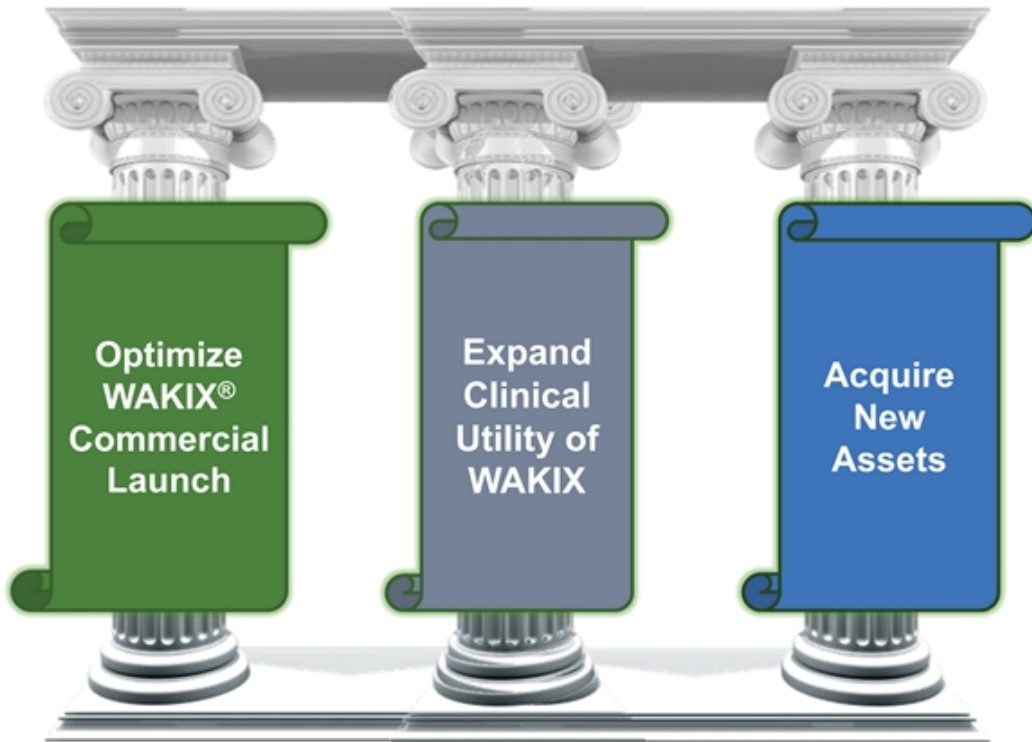 Optimize
WAKIX®
Commercial
Launch
Expand
Clinical
Utility of
WAKIX
Acquire
New
Assets